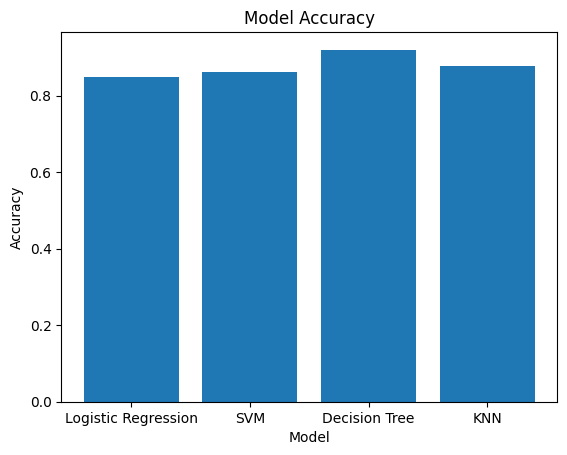 Model Accuracy
Accuracy
0.8
0.6
0.4
0.2
0.0
Logistic Regression SVM Decision Tree KNN
Model